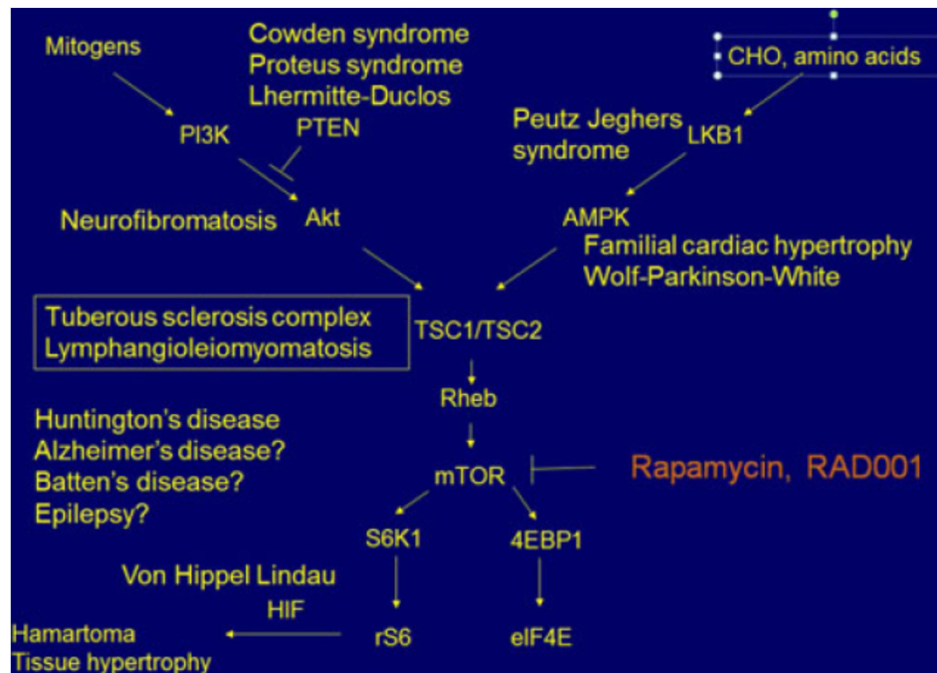 Mitogens
Cowden syndrome
Proteus syndrome
Lhermitte-Duclos
PTEN
CHO, amino acids
PI3K
Peutz Jeghers
syndrome
LKB1
Neurofibromatosis
Akt
AMPK
Familial cardiac hypertrophy
Wolf-Parkinson-White
Tuberous sclerosis complex
Lymphangioleiomyomatosis
TSC1/TSC2
Rheb
Huntington's disease
Alzheimer's disease?
Batten's disease?
Epilepsy?
mTOR
Rapamycin, RAD001
S6K1
4EBP1
Von Hippel Lindau
HIF
rS6
eIF4E
Hamartoma
Tissue hypertrophy